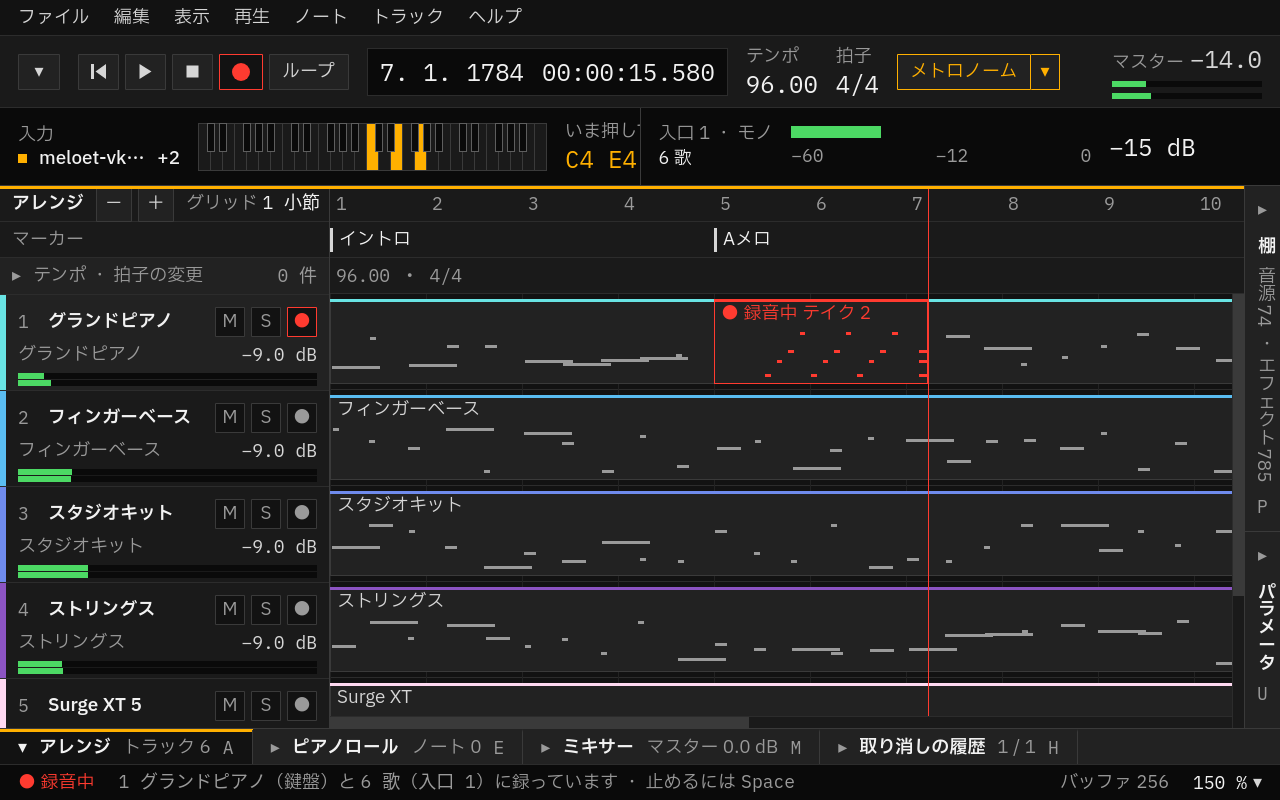 ファイル 編集 表示 再生 ノート トラック ヘルプ
▼ ループ 7. 1. 1784 00:00:15.580 テンポ 96.00 拍子 4/4 メトロノーム ▼ マスター −14.0
入力 meloet-vk… +2
いま押し
C4 E4
入口 1 · モノ
6 歌
−60 −12 0 −15 dB
アレンジ − + グリッド 1 小節 1 2 3 4 5 6 7 8 9 10
マーカー イントロ Aメロ
▶ テンポ · 拍子の変更 0 件 96.00 · 4/4
1 グランドピアノ M S
グランドピアノ −9.0 dB
録音中 テイク 2
2 フィンガーベース M S
フィンガーベース −9.0 dB
フィンガーベース
3 スタジオキット M S
スタジオキット −9.0 dB
スタジオキット
4 ストリングス M S
ストリングス −9.0 dB
ストリングス
5 Surge XT 5 M S
Surge XT
▶ 棚 音源 74 · エフェクト 785 P
▶ パラメータ U
▼ アレンジ トラック 6 A ▶ ピアノロール ノート 0 E ▶ ミキサー マスター 0.0 dB M ▶ 取り消しの履歴 1 / 1 H
録音中 1 グランドピアノ（鍵盤）と 6 歌（入口 1）に録っています · 止めるには Space バッファ 256 150 % ▼